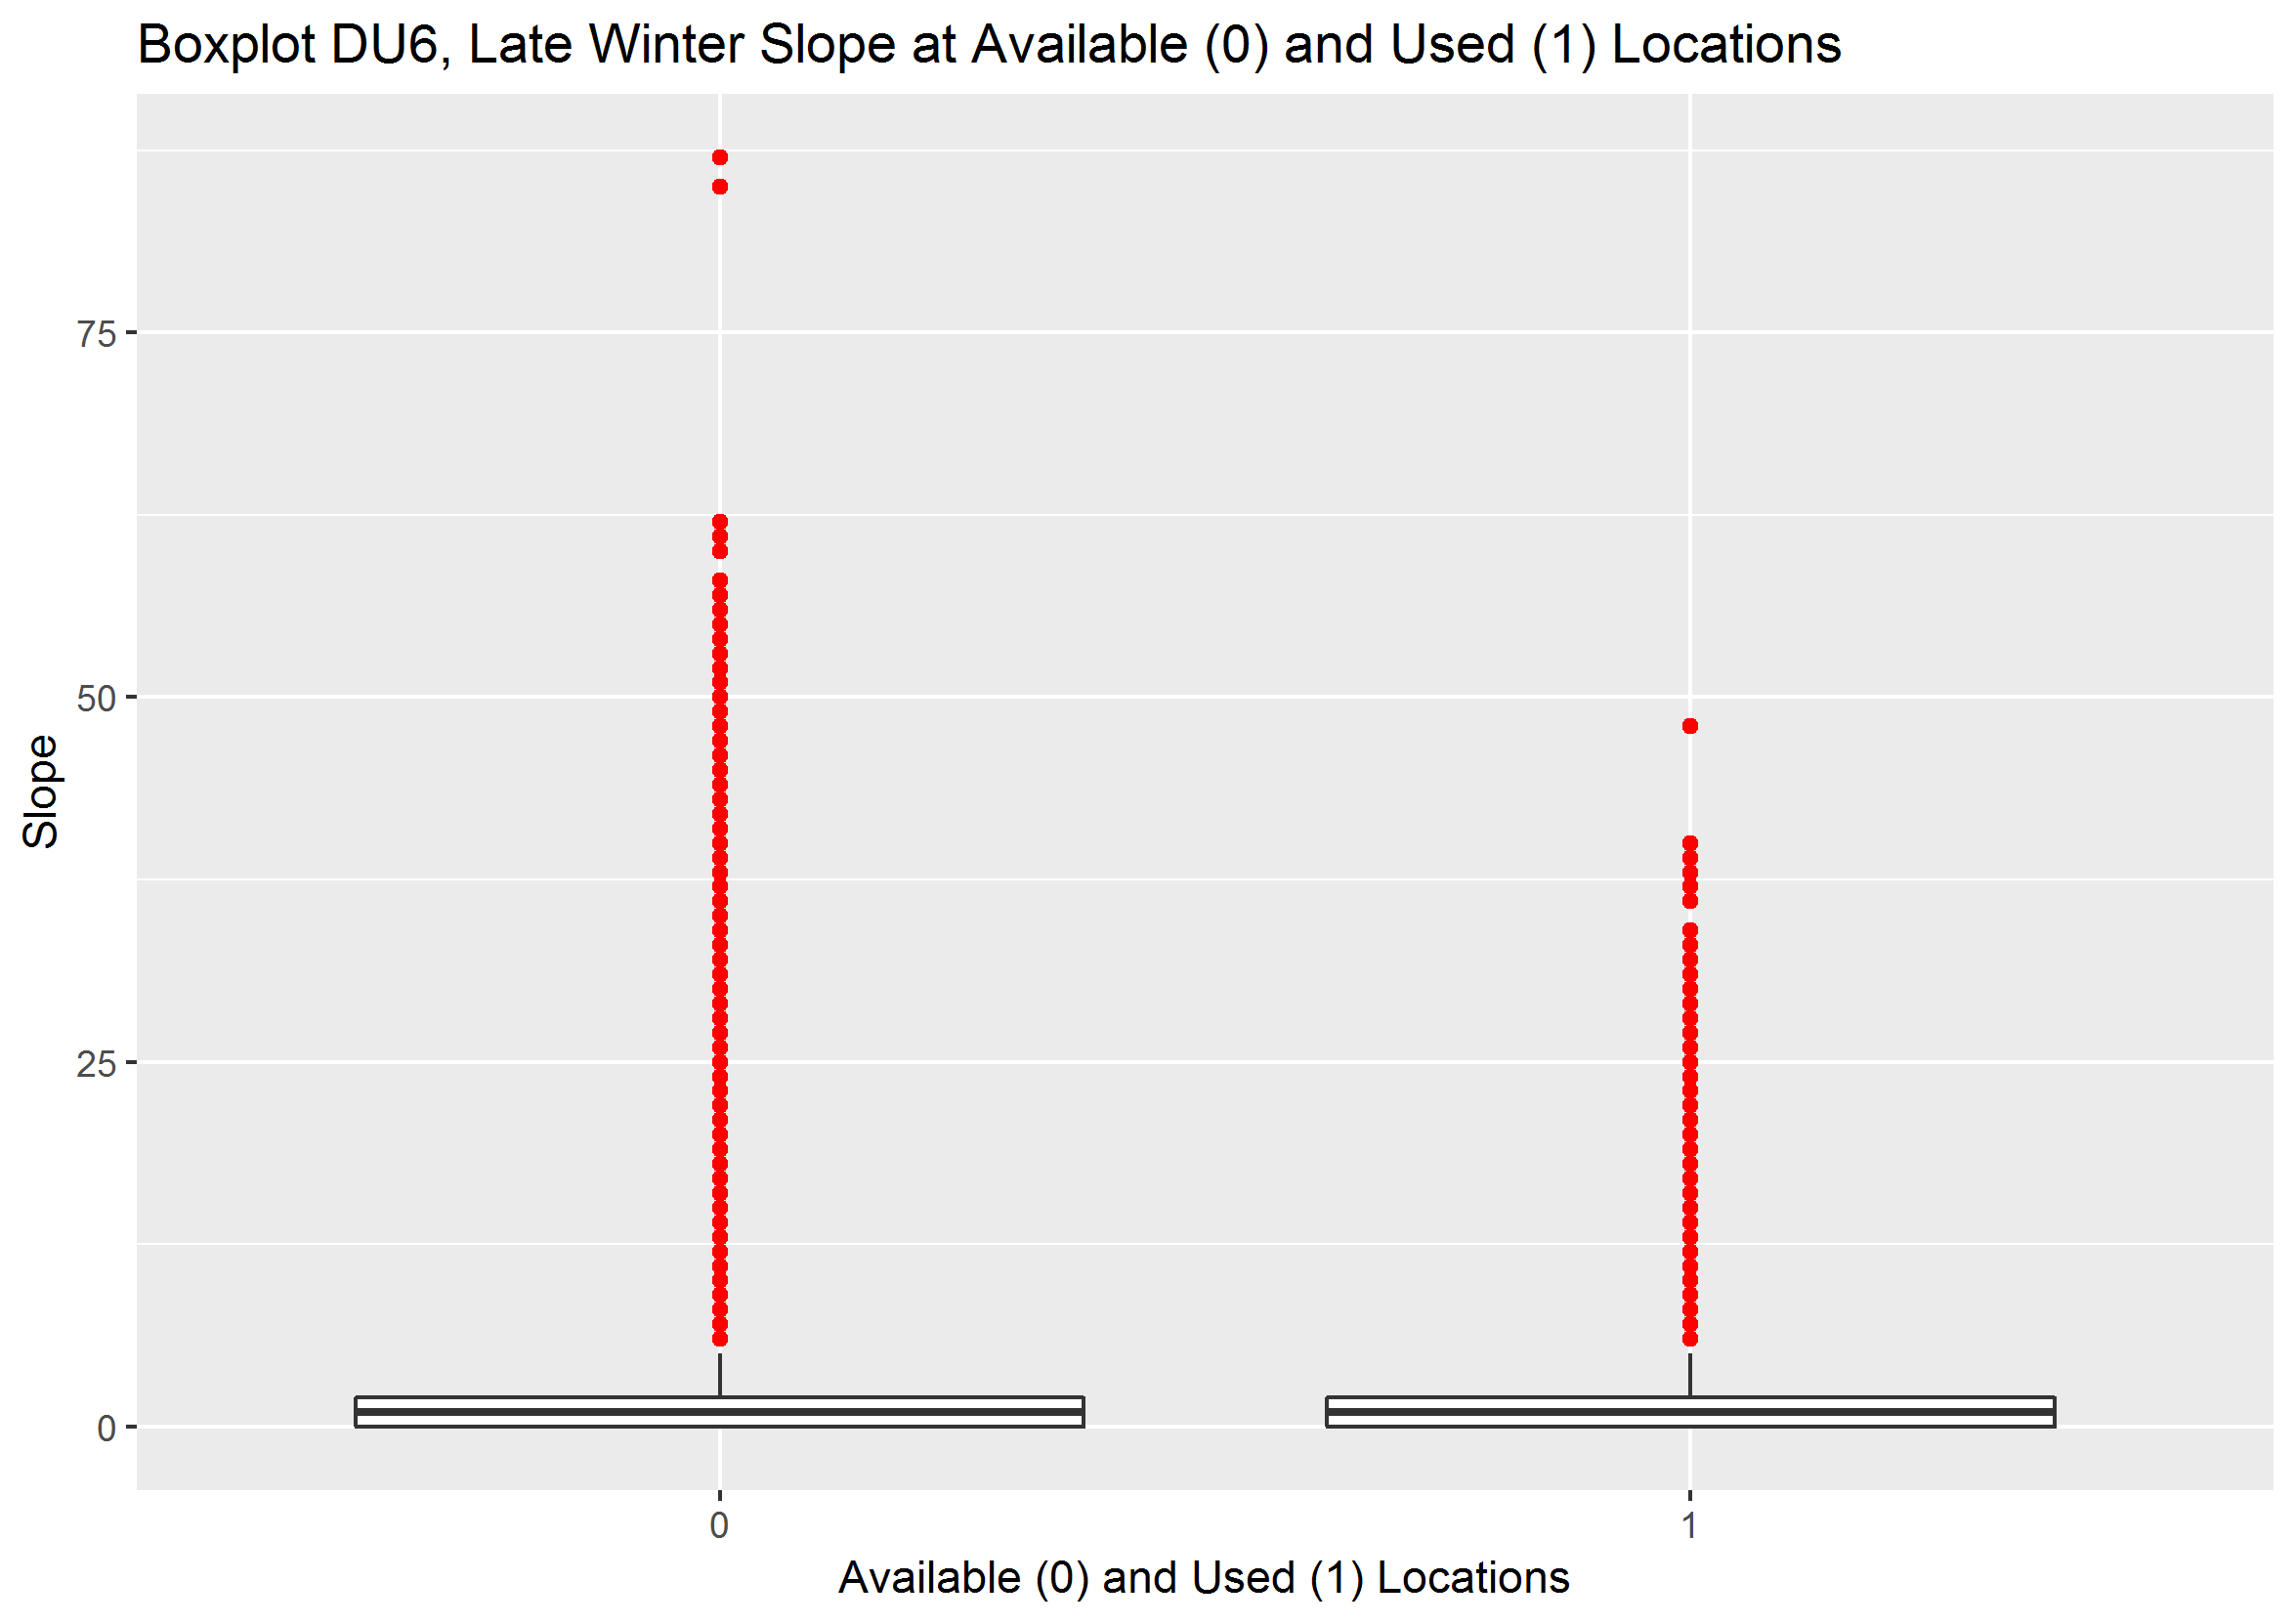 Boxplot DU6, Late Winter Slope at Available (0) and Used (1) Locations
75
50
25
0
Slope
0
1
Available (0) and Used (1) Locations